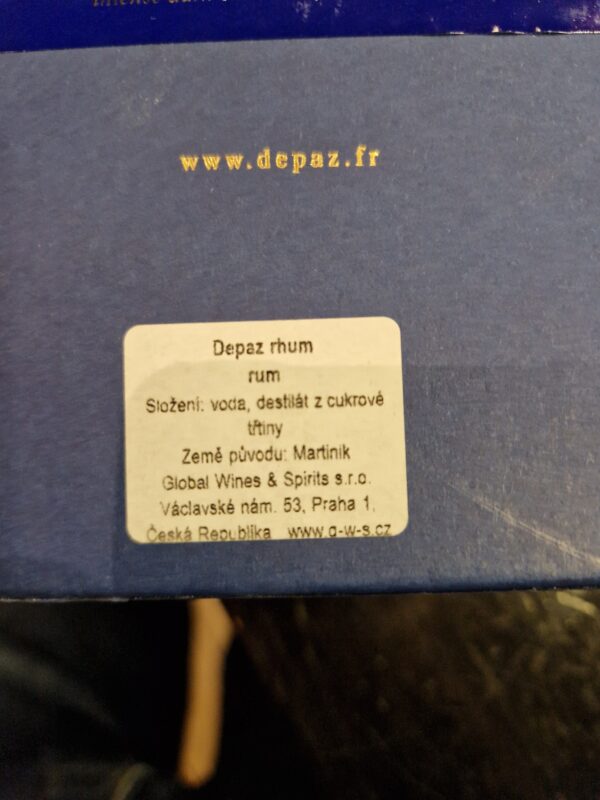 www.depaz.fr
Depaz rhum
rum
Složení: voda, destilát z cukrové
třtiny
Země původu: Martinik
Global Wines & Spirits s.r.o.
Václavské nám. 53, Praha 1,
Česká Republika www.g-w-s.cz